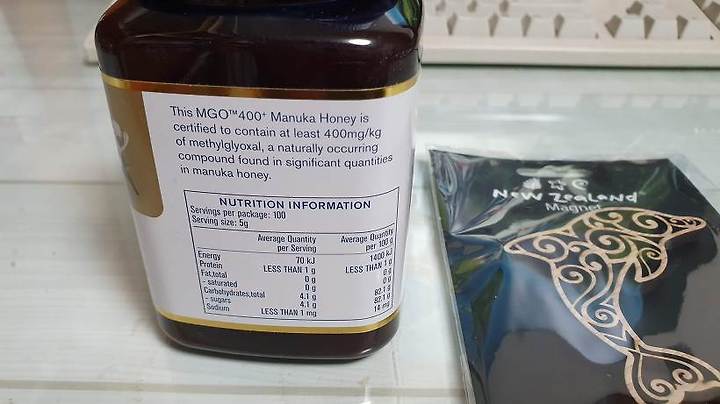 This MGO™400⁺ Manuka Honey is
certified to contain at least 400mg/kg
of methylglyoxal, a naturally occurring
compound found in significant quantities
in manuka honey.
NUTRITION INFORMATION
Servings per package: 100
Serving size: 5g
Average Quantity per Serving Average Quantity per 100 g
Energy 70 kJ 1400 kJ
Protein LESS THAN 1 g LESS THAN 1 g
Fat,total 0 g 0 g
- saturated 0 g 0 g
Carbohydrates,total 4.1 g 82.1 g
- sugars 4.1 g 82.1 g
Sodium LESS THAN 1 mg 14 mg
New Zealand
Magnet